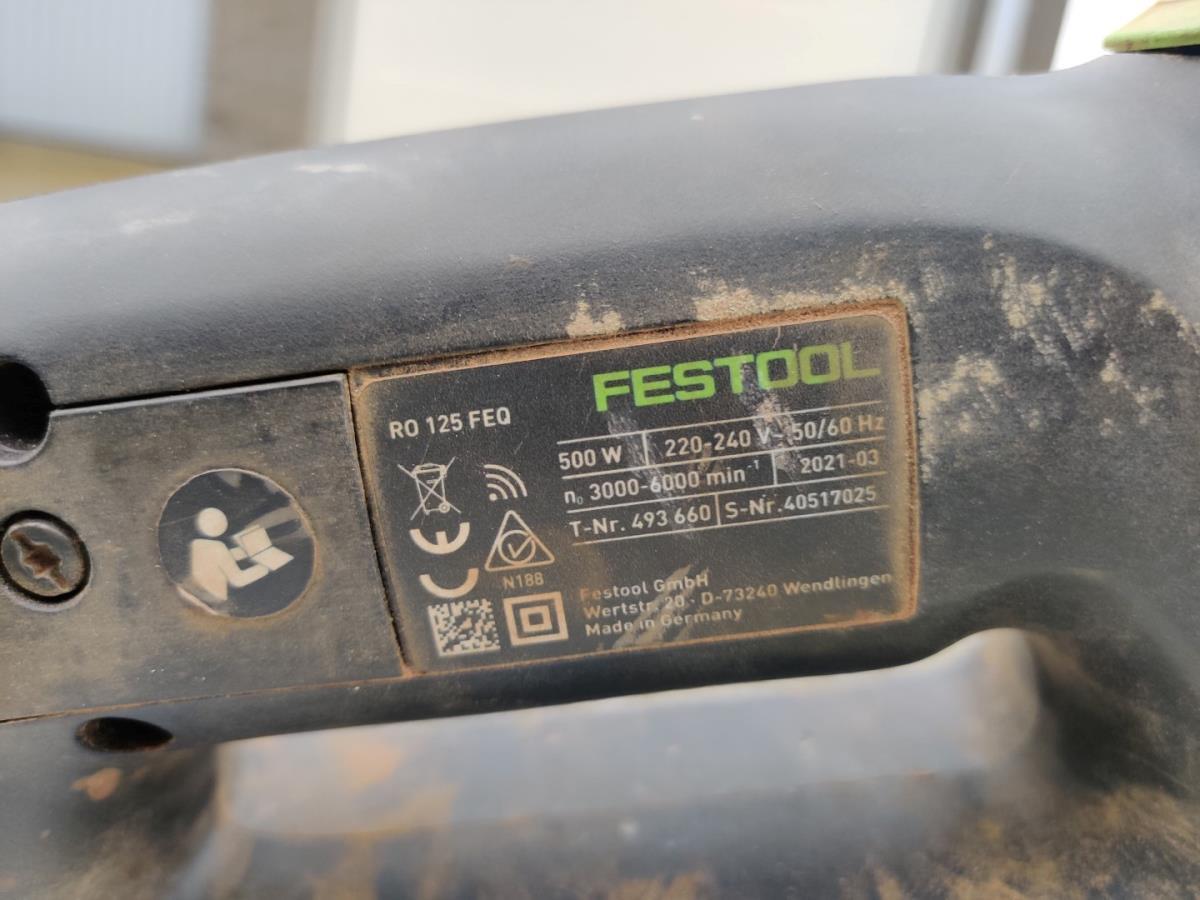 FESTOOL
RO 125 FEQ
500 W 220-240 V~ 50/60 Hz
n₀ 3000-6000 min⁻¹ 2021-03
T-Nr. 493 660 S-Nr. 40517025
CE
N188
Festool GmbH
Wertstr. 20 · D-73240 Wendlingen
Made in Germany